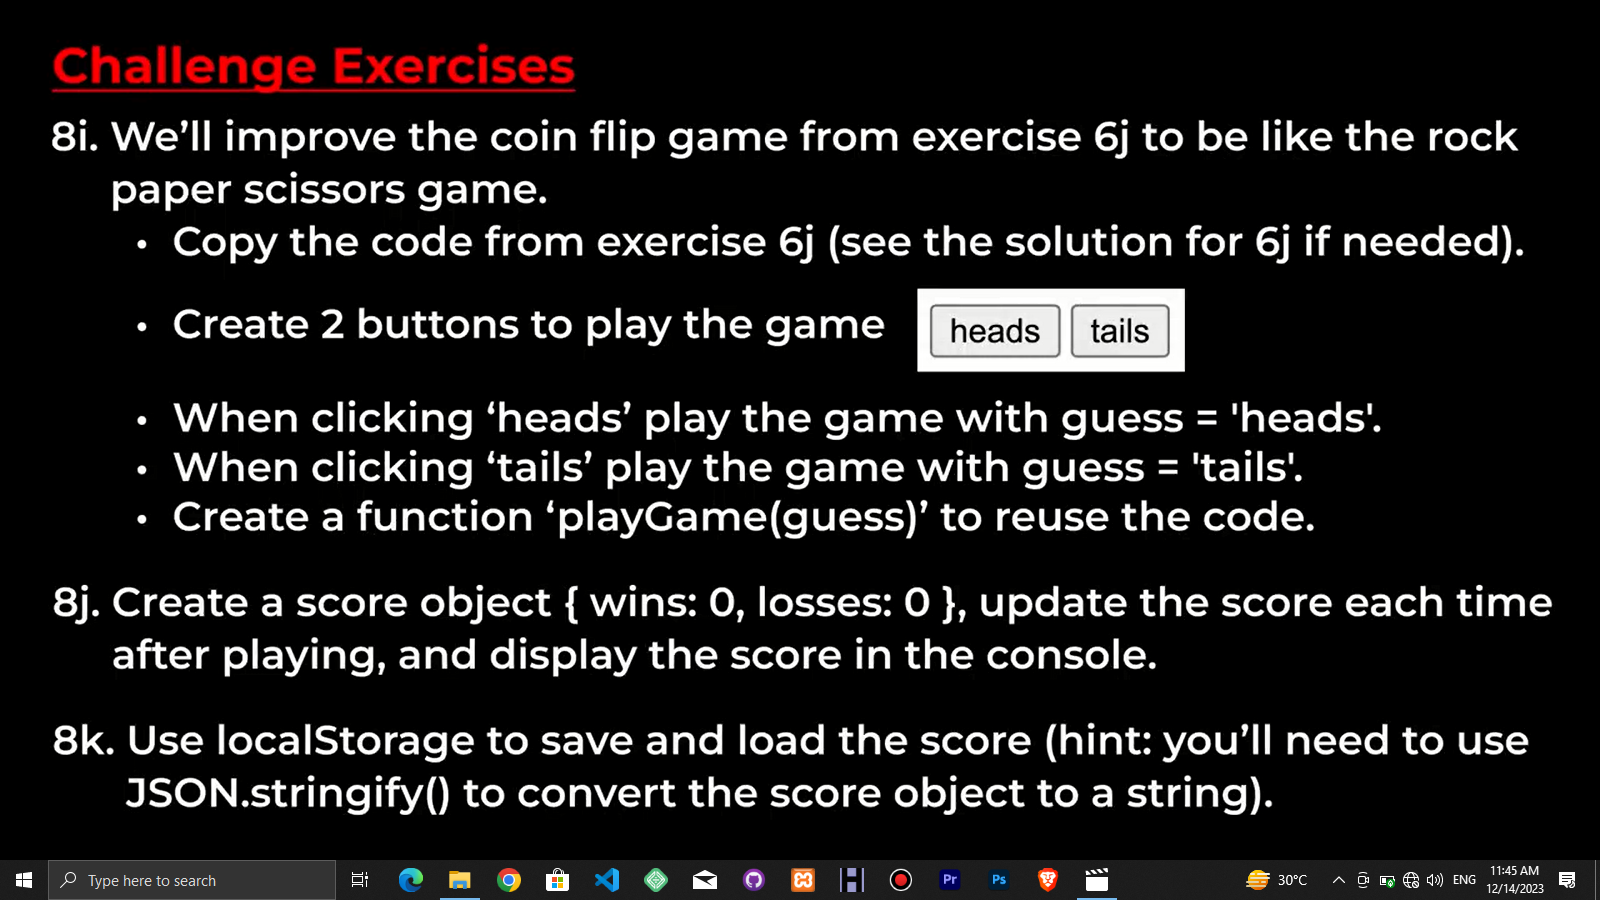 Challenge Exercises
8i. We’ll improve the coin flip game from exercise 6j to be like the rock
paper scissors game.
• Copy the code from exercise 6j (see the solution for 6j if needed).
• Create 2 buttons to play the game
heads tails
• When clicking ‘heads’ play the game with guess = 'heads'.
• When clicking ‘tails’ play the game with guess = 'tails'.
• Create a function ‘playGame(guess)’ to reuse the code.
8j. Create a score object { wins: 0, losses: 0 }, update the score each time
after playing, and display the score in the console.
8k. Use localStorage to save and load the score (hint: you’ll need to use
JSON.stringify() to convert the score object to a string).
Type here to search
Pr
Ps
30°C
ENG
11:45 AM
12/14/2023